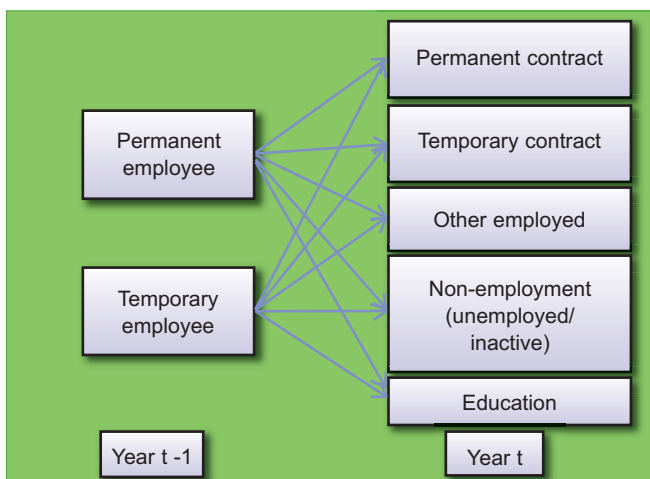 Permanent contract
Permanent
employee
Temporary contract
Other employed
Temporary
employee
Non-employment
(unemployed/
inactive)
Education
Year t -1
Year t